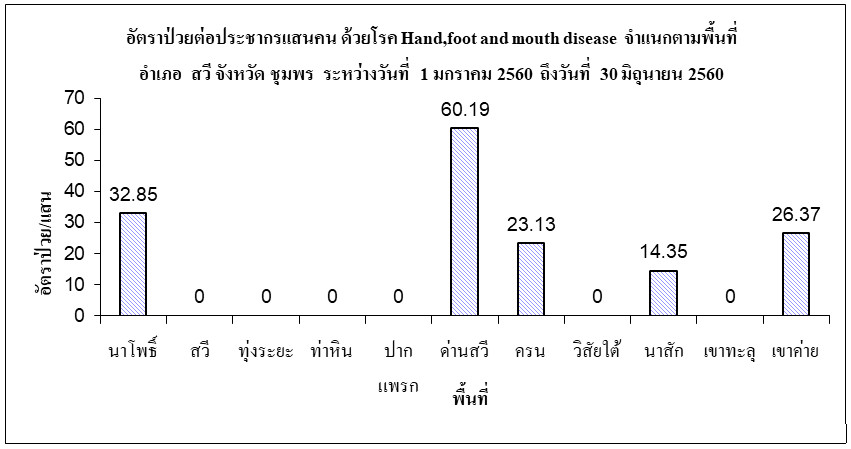 อัตราป่วยต่อประชากรแสนคน ด้วยโรค Hand,foot and mouth disease จำแนกตามพื้นที่
อำเภอ สวี จังหวัด ชุมพร ระหว่างวันที่ 1 มกราคม 2560 ถึงวันที่ 30 มิถุนายน 2560
อัตราป่วย/แสน
70
60
50
40
30
20
10
0
32.85
0
0
0
0
60.19
23.13
0
14.35
0
26.37
นาโพธิ์
สวี
ทุ่งระยะ
ท่าหิน
ปาก
แพรก
ด่านสวี
ครน
วิสัยใต้
นาสัก
เขาทะลุ
เขาค่าย
พื้นที่